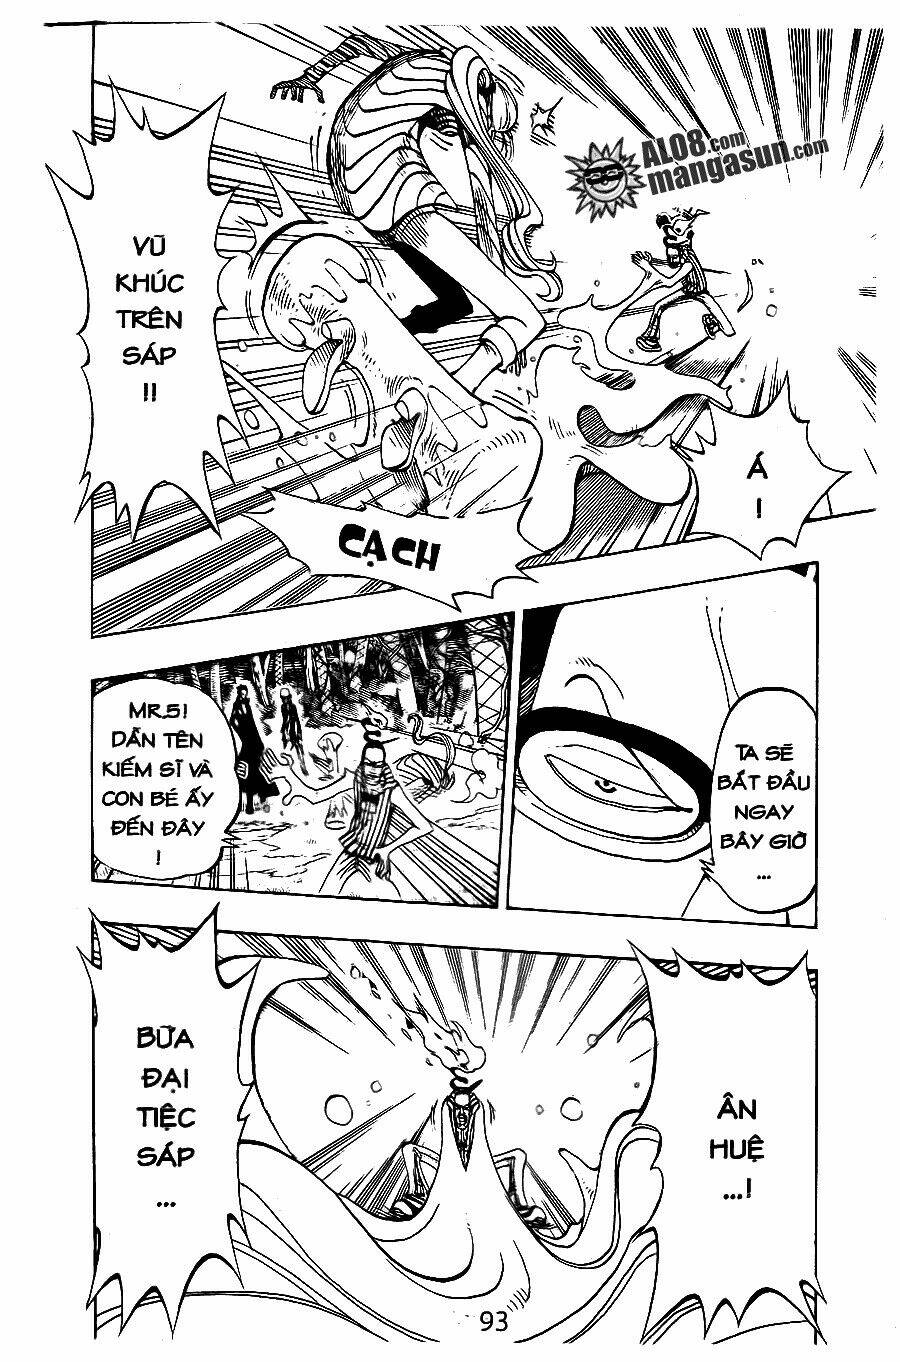 AL08.com
mangasun.com
Á
!
VŨ
KHÚC
TRÊN
SÁP
!!
CẠCH
TA SẼ
BẮT ĐẦU
NGAY
BÂY GIỜ
...
MR.5!
DẪN TÊN
KIẾM SĨ VÀ
CON BÉ ẤY
ĐẾN ĐÂY
!
ÂN
HUỆ
...!
BỮA
ĐẠI
TIỆC
SÁP
...
93